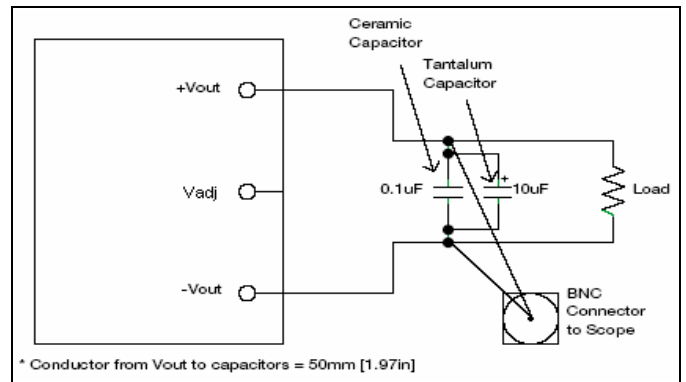 Ceramic
Capacitor
Tantalum
Capacitor
+Vout
Vadj
0.1uF
+
10uF
Load
-Vout
BNC
Connector
to Scope
* Conductor from Vout to capacitors = 50mm [1.97in]